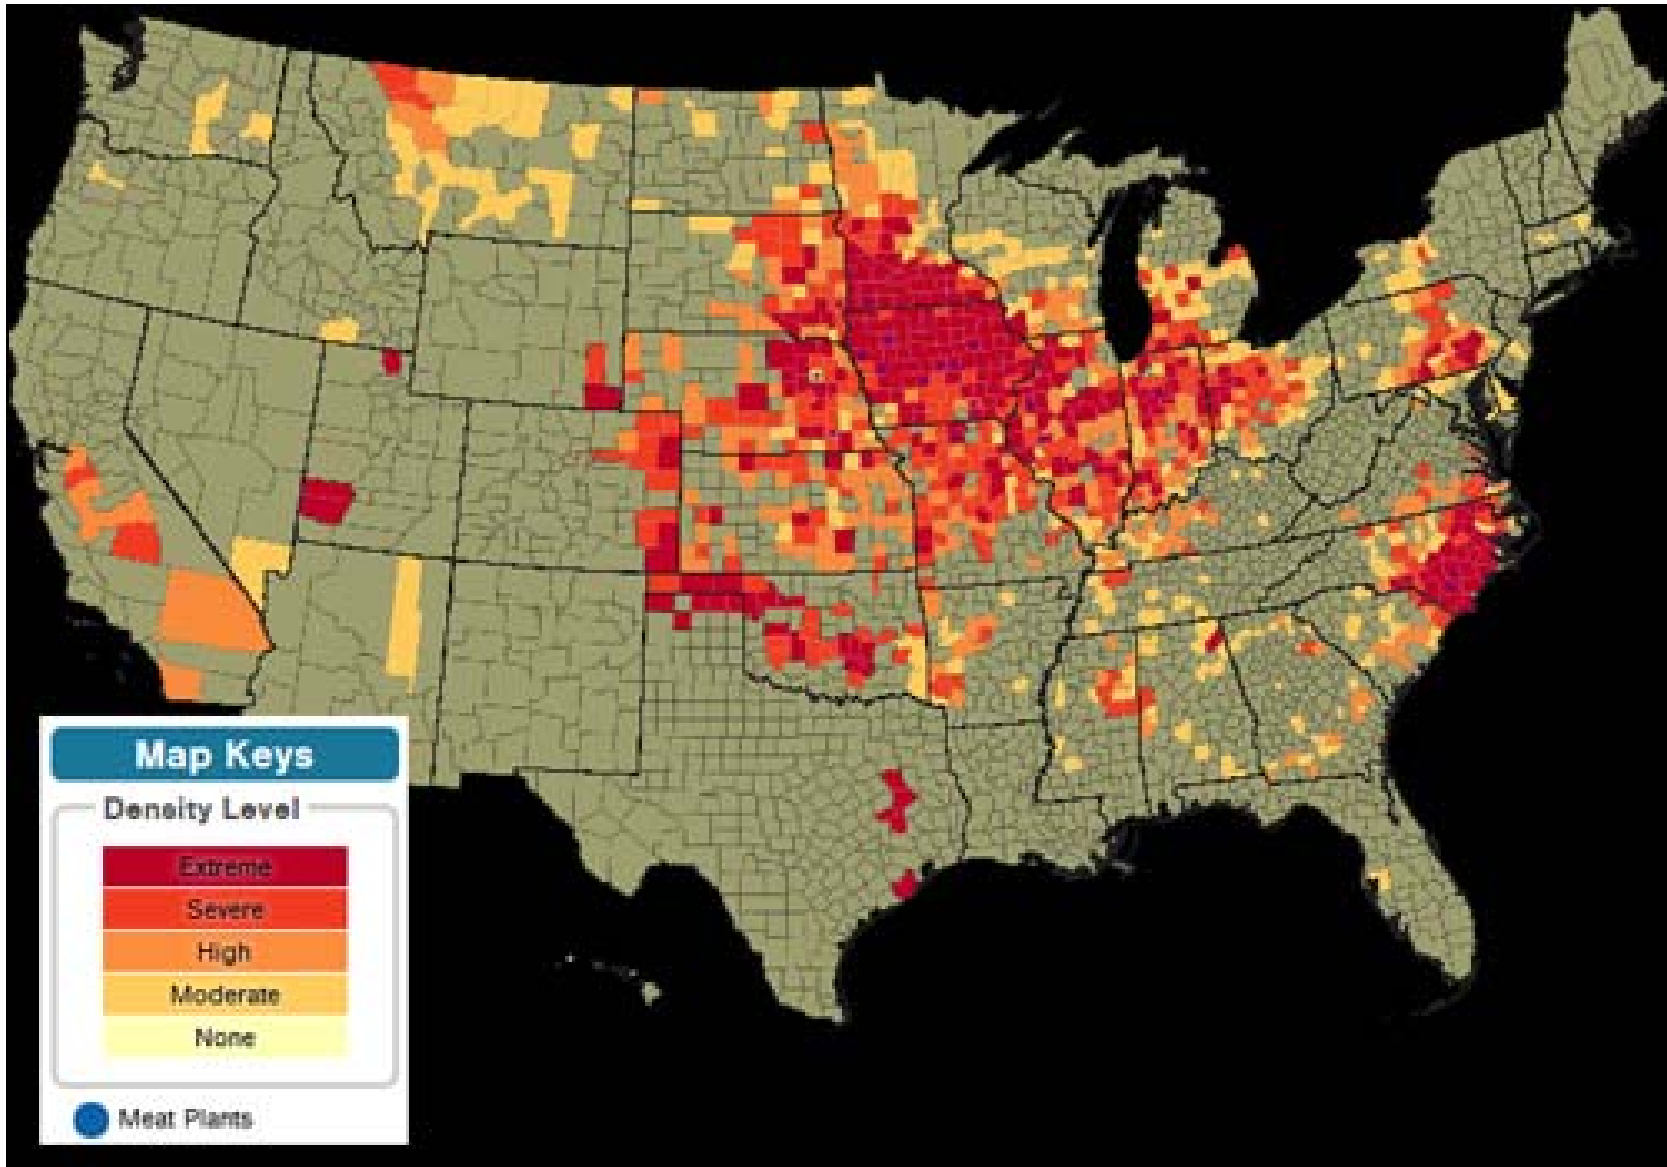 Map Keys
Density Level
Extreme
Severe
High
Moderate
None
Meat Plants